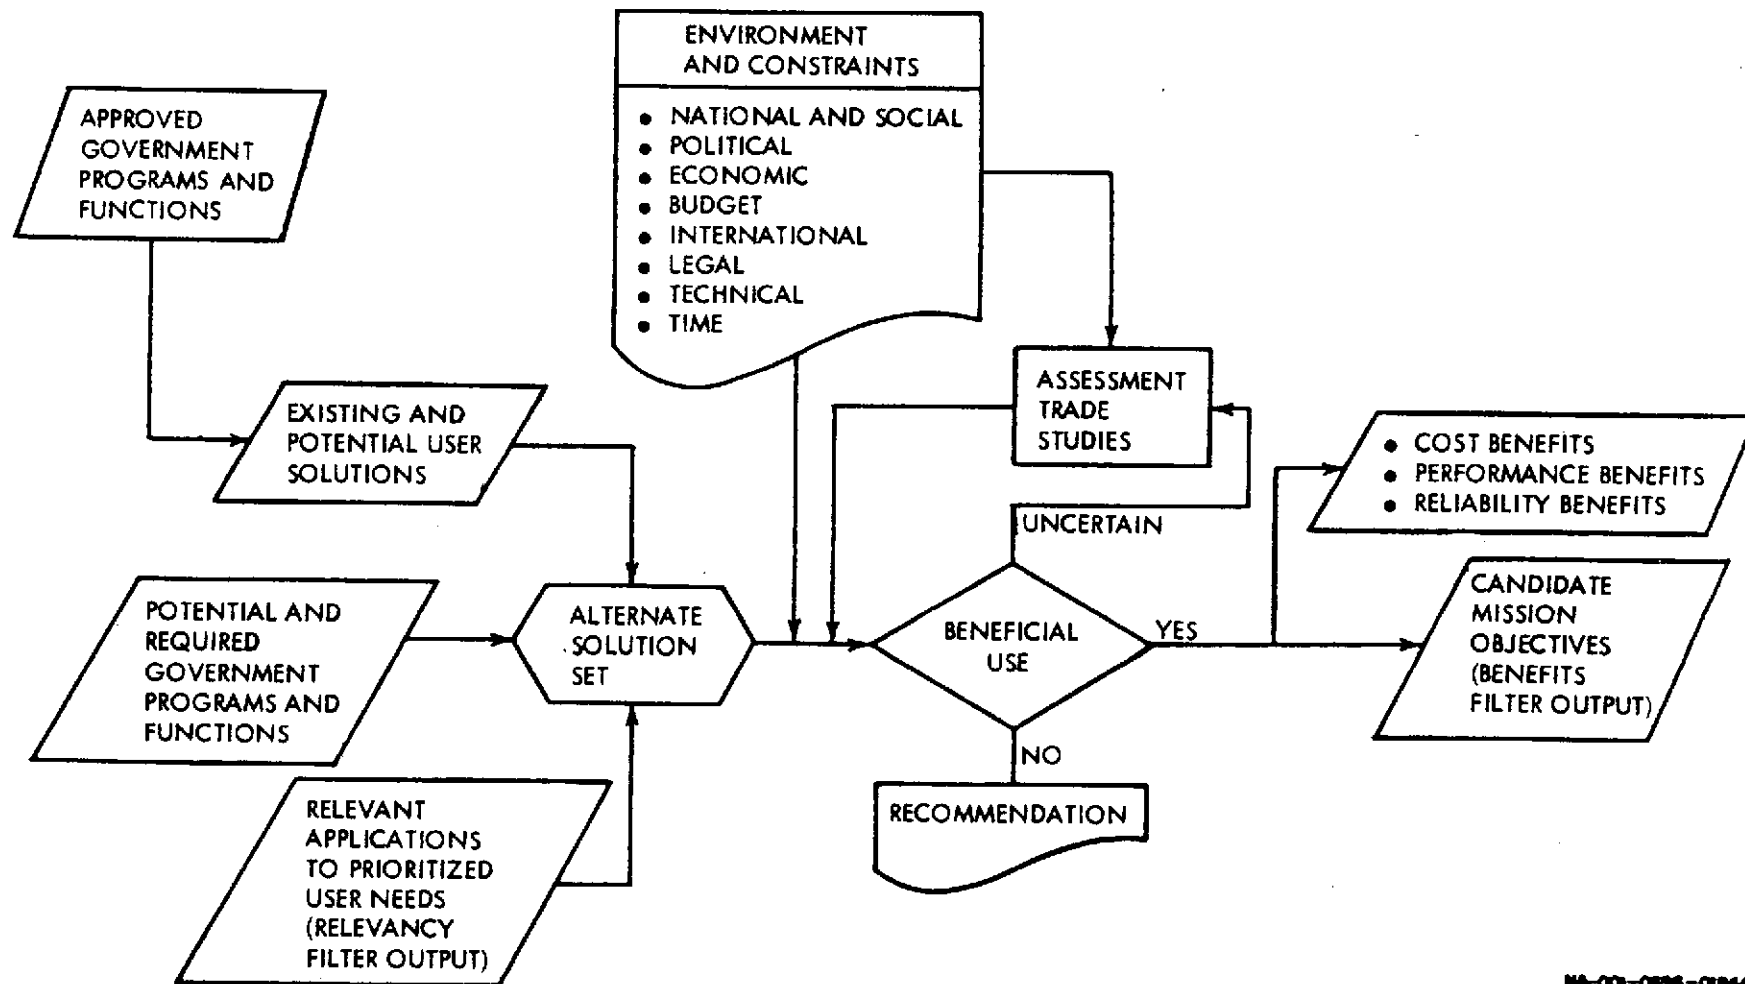 ENVIRONMENT
AND CONSTRAINTS
● NATIONAL AND SOCIAL
● POLITICAL
● ECONOMIC
● BUDGET
● INTERNATIONAL
● LEGAL
● TECHNICAL
● TIME
APPROVED
GOVERNMENT
PROGRAMS AND
FUNCTIONS
EXISTING AND
POTENTIAL USER
SOLUTIONS
ASSESSMENT
TRADE
STUDIES
● COST BENEFITS
● PERFORMANCE BENEFITS
● RELIABILITY BENEFITS
UNCERTAIN
POTENTIAL AND
REQUIRED
GOVERNMENT
PROGRAMS AND
FUNCTIONS
ALTERNATE
SOLUTION
SET
BENEFICIAL
USE
YES
CANDIDATE
MISSION
OBJECTIVES
(BENEFITS
FILTER OUTPUT)
NO
RECOMMENDATION
RELEVANT
APPLICATIONS
TO PRIORITIZED
USER NEEDS
(RELEVANCY
FILTER OUTPUT)